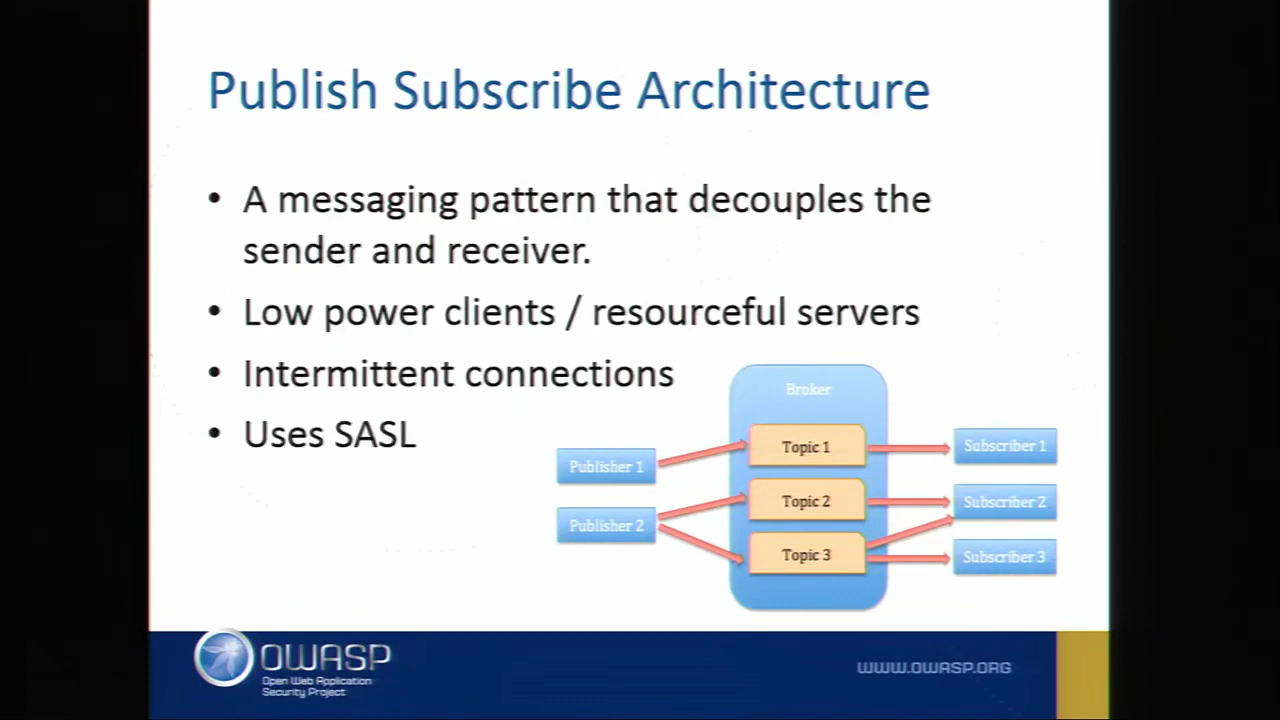 Publish Subscribe Architecture
• A messaging pattern that decouples the
sender and receiver.
• Low power clients / resourceful servers
• Intermittent connections
• Uses SASL
Broker
Publisher 1
Publisher 2
Topic 1
Topic 2
Topic 3
Subscriber 1
Subscriber 2
Subscriber 3
OWASP
Open Web Application
Security Project
WWW.OWASP.ORG